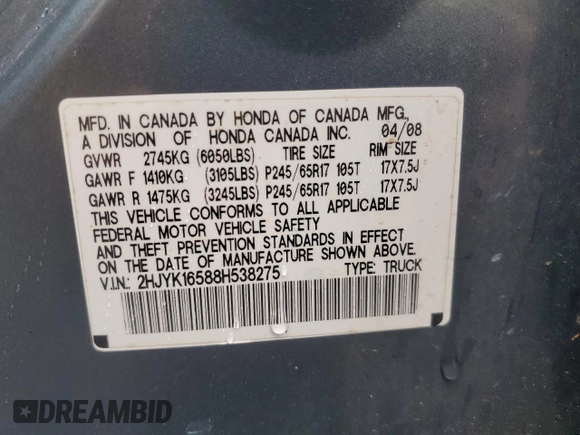 MFD. IN CANADA BY HONDA OF CANADA MFG.,
A DIVISION OF HONDA CANADA INC. 04/08
GVWR 2745KG (6050LBS) TIRE SIZE RIM SIZE
GAWR F 1410KG (3105LBS) P245/65R17 105T 17X7.5J
GAWR R 1475KG (3245LBS) P245/65R17 105T 17X7.5J
THIS VEHICLE CONFORMS TO ALL APPLICABLE
FEDERAL MOTOR VEHICLE SAFETY
AND THEFT PREVENTION STANDARDS IN EFFECT
ON THE DATE OF MANUFACTURE SHOWN ABOVE.
V.I.N.: 2HJYK16588H538275 TYPE: TRUCK
DREAMBID